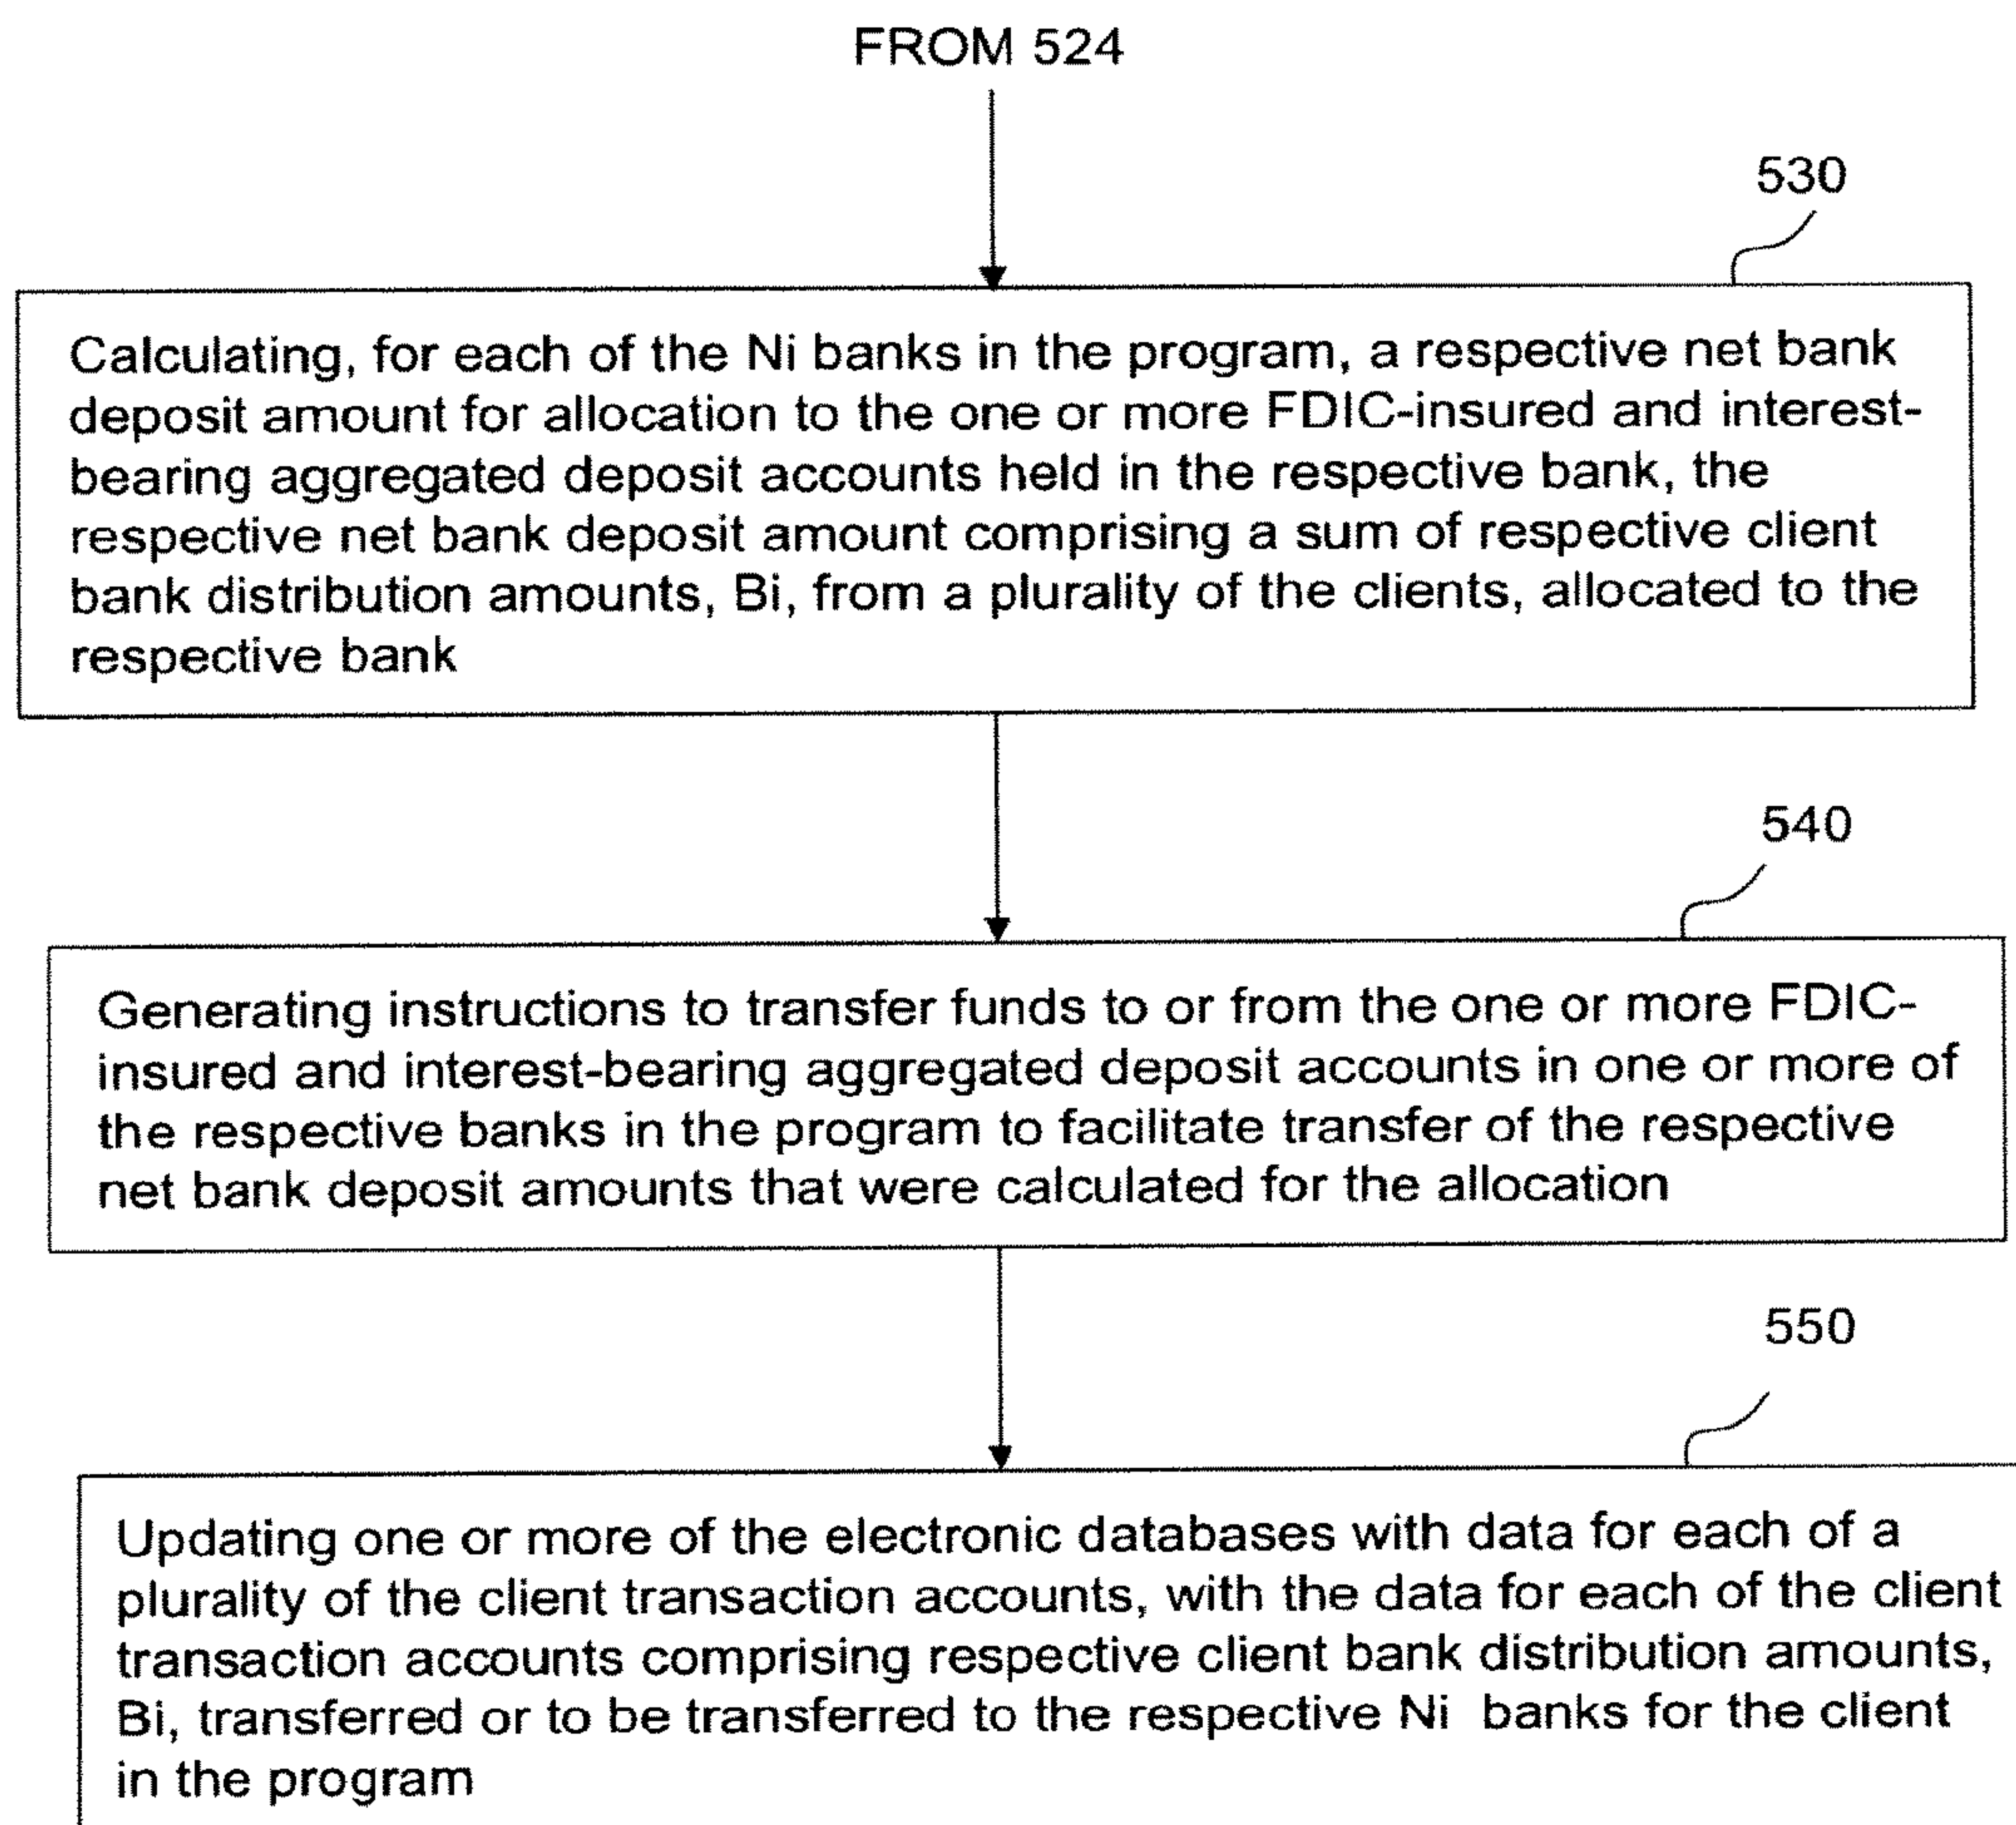 FROM 524
530
Calculating, for each of the Ni banks in the program, a respective net bank
deposit amount for allocation to the one or more FDIC-insured and interest-
bearing aggregated deposit accounts held in the respective bank, the
respective net bank deposit amount comprising a sum of respective client
bank distribution amounts, Bi, from a plurality of the clients, allocated to the
respective bank
540
Generating instructions to transfer funds to or from the one or more FDIC-
insured and interest-bearing aggregated deposit accounts in one or more of
the respective banks in the program to facilitate transfer of the respective
net bank deposit amounts that were calculated for the allocation
550
Updating one or more of the electronic databases with data for each of a
plurality of the client transaction accounts, with the data for each of the client
transaction accounts comprising respective client bank distribution amounts,
Bi, transferred or to be transferred to the respective Ni banks for the client
in the program